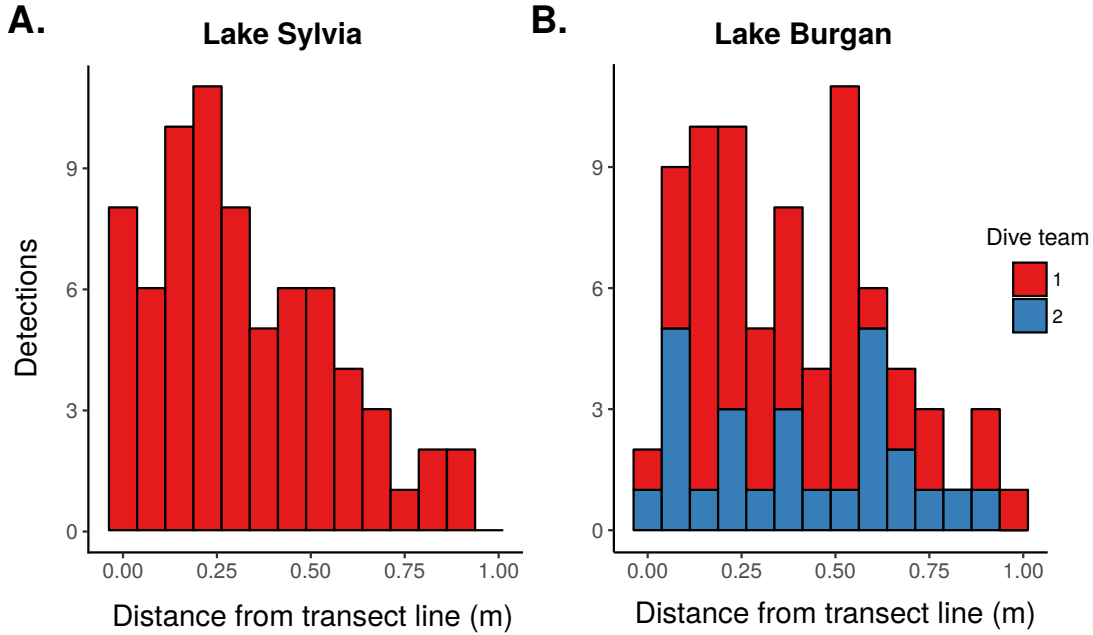 A.
Lake Sylvia
Detections
9
6
3
0
0.00 0.25 0.50 0.75 1.00
Distance from transect line (m)
B.
Lake Burgan
9
6
3
0
0.00 0.25 0.50 0.75 1.00
Distance from transect line (m)
Dive team
1
2